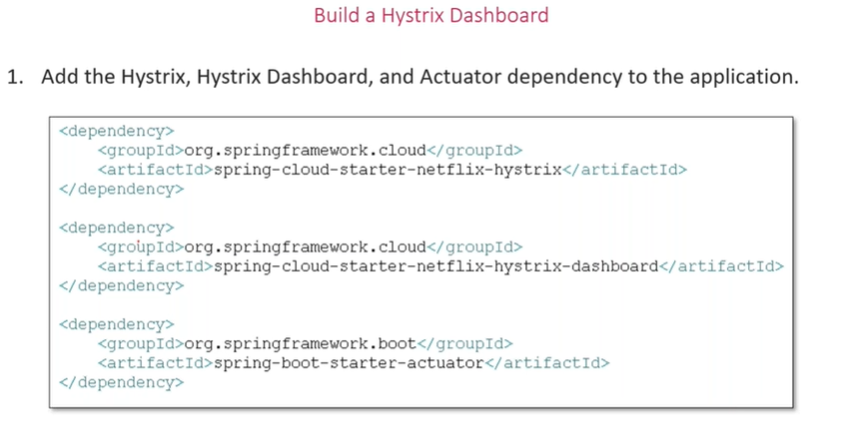 Build a Hystrix Dashboard
1. Add the Hystrix, Hystrix Dashboard, and Actuator dependency to the application.
<dependency>
<groupId>org.springframework.cloud</groupId>
<artifactId>spring-cloud-starter-netflix-hystrix</artifactId>
</dependency>
<dependency>
<groupId>org.springframework.cloud</groupId>
<artifactId>spring-cloud-starter-netflix-hystrix-dashboard</artifactId>
</dependency>
<dependency>
<groupId>org.springframework.boot</groupId>
<artifactId>spring-boot-starter-actuator</artifactId>
</dependency>